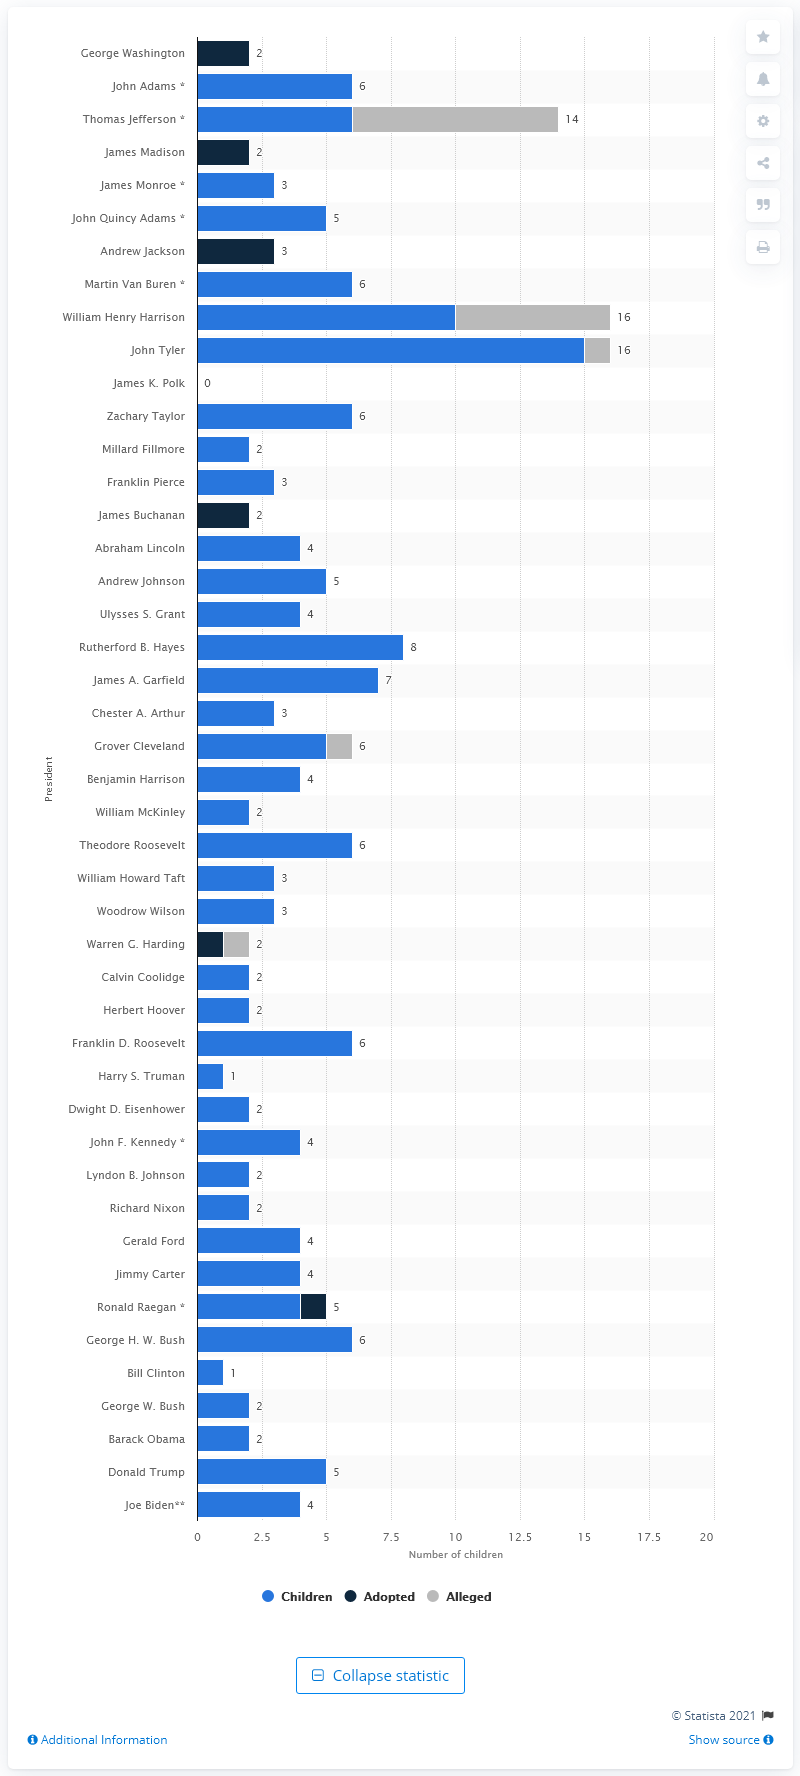 George Washington 2
John Adams * 6
Thomas Jefferson * 14
James Madison 2
James Monroe * 3
John Quincy Adams * 5
Andrew Jackson 3
Martin Van Buren * 6
William Henry Harrison 16
John Tyler 16
James K. Polk 0
Zachary Taylor 6
Millard Fillmore 2
Franklin Pierce 3
James Buchanan 2
Abraham Lincoln 4
Andrew Johnson 5
Ulysses S. Grant 4
Rutherford B. Hayes 8
James A. Garfield 7
Chester A. Arthur 3
Grover Cleveland 6
President
Benjamin Harrison 4
William McKinley 2
Theodore Roosevelt 6
William Howard Taft 3
Woodrow Wilson 3
Warren G. Harding 2
Calvin Coolidge 2
Herbert Hoover 2
Franklin D. Roosevelt 6
Harry S. Truman 1
Dwight D. Eisenhower 2
John F. Kennedy * 4
Lyndon B. Johnson 2
Richard Nixon 2
Gerald Ford 4
Jimmy Carter 4
Ronald Raegan * 5
George H. W. Bush 6
Bill Clinton 1
George W. Bush 2
Barack Obama 2
Donald Trump 5
Joe Biden** 4
0 2.5 5 7.5 10 12.5 15 17.5 20
Number of children
Children Adopted Alleged
Collapse statistic
© Statista 2021
Additional Information Show source